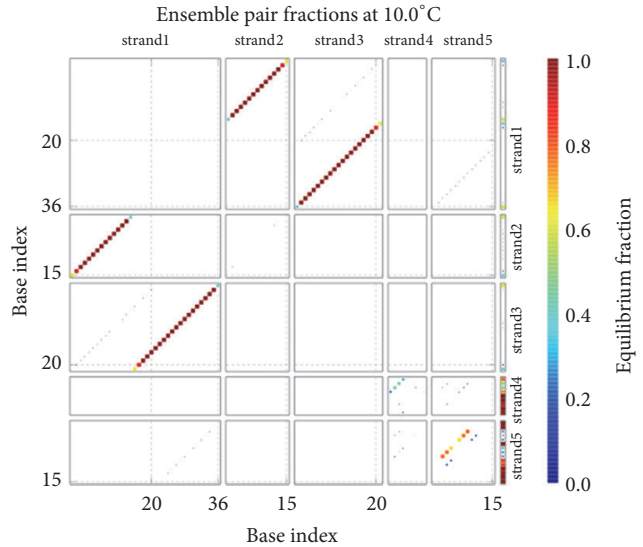 Ensemble pair fractions at 10.0°C
strand1 strand2 strand3 strand4 strand5
20
36
15
20
15
Base index
Base index
strand1
strand2
strand3
strand4
strand5
20 36 15 20 15
Base index
1.0
0.8
0.6
0.4
0.2
0.0
Equilibrium fraction